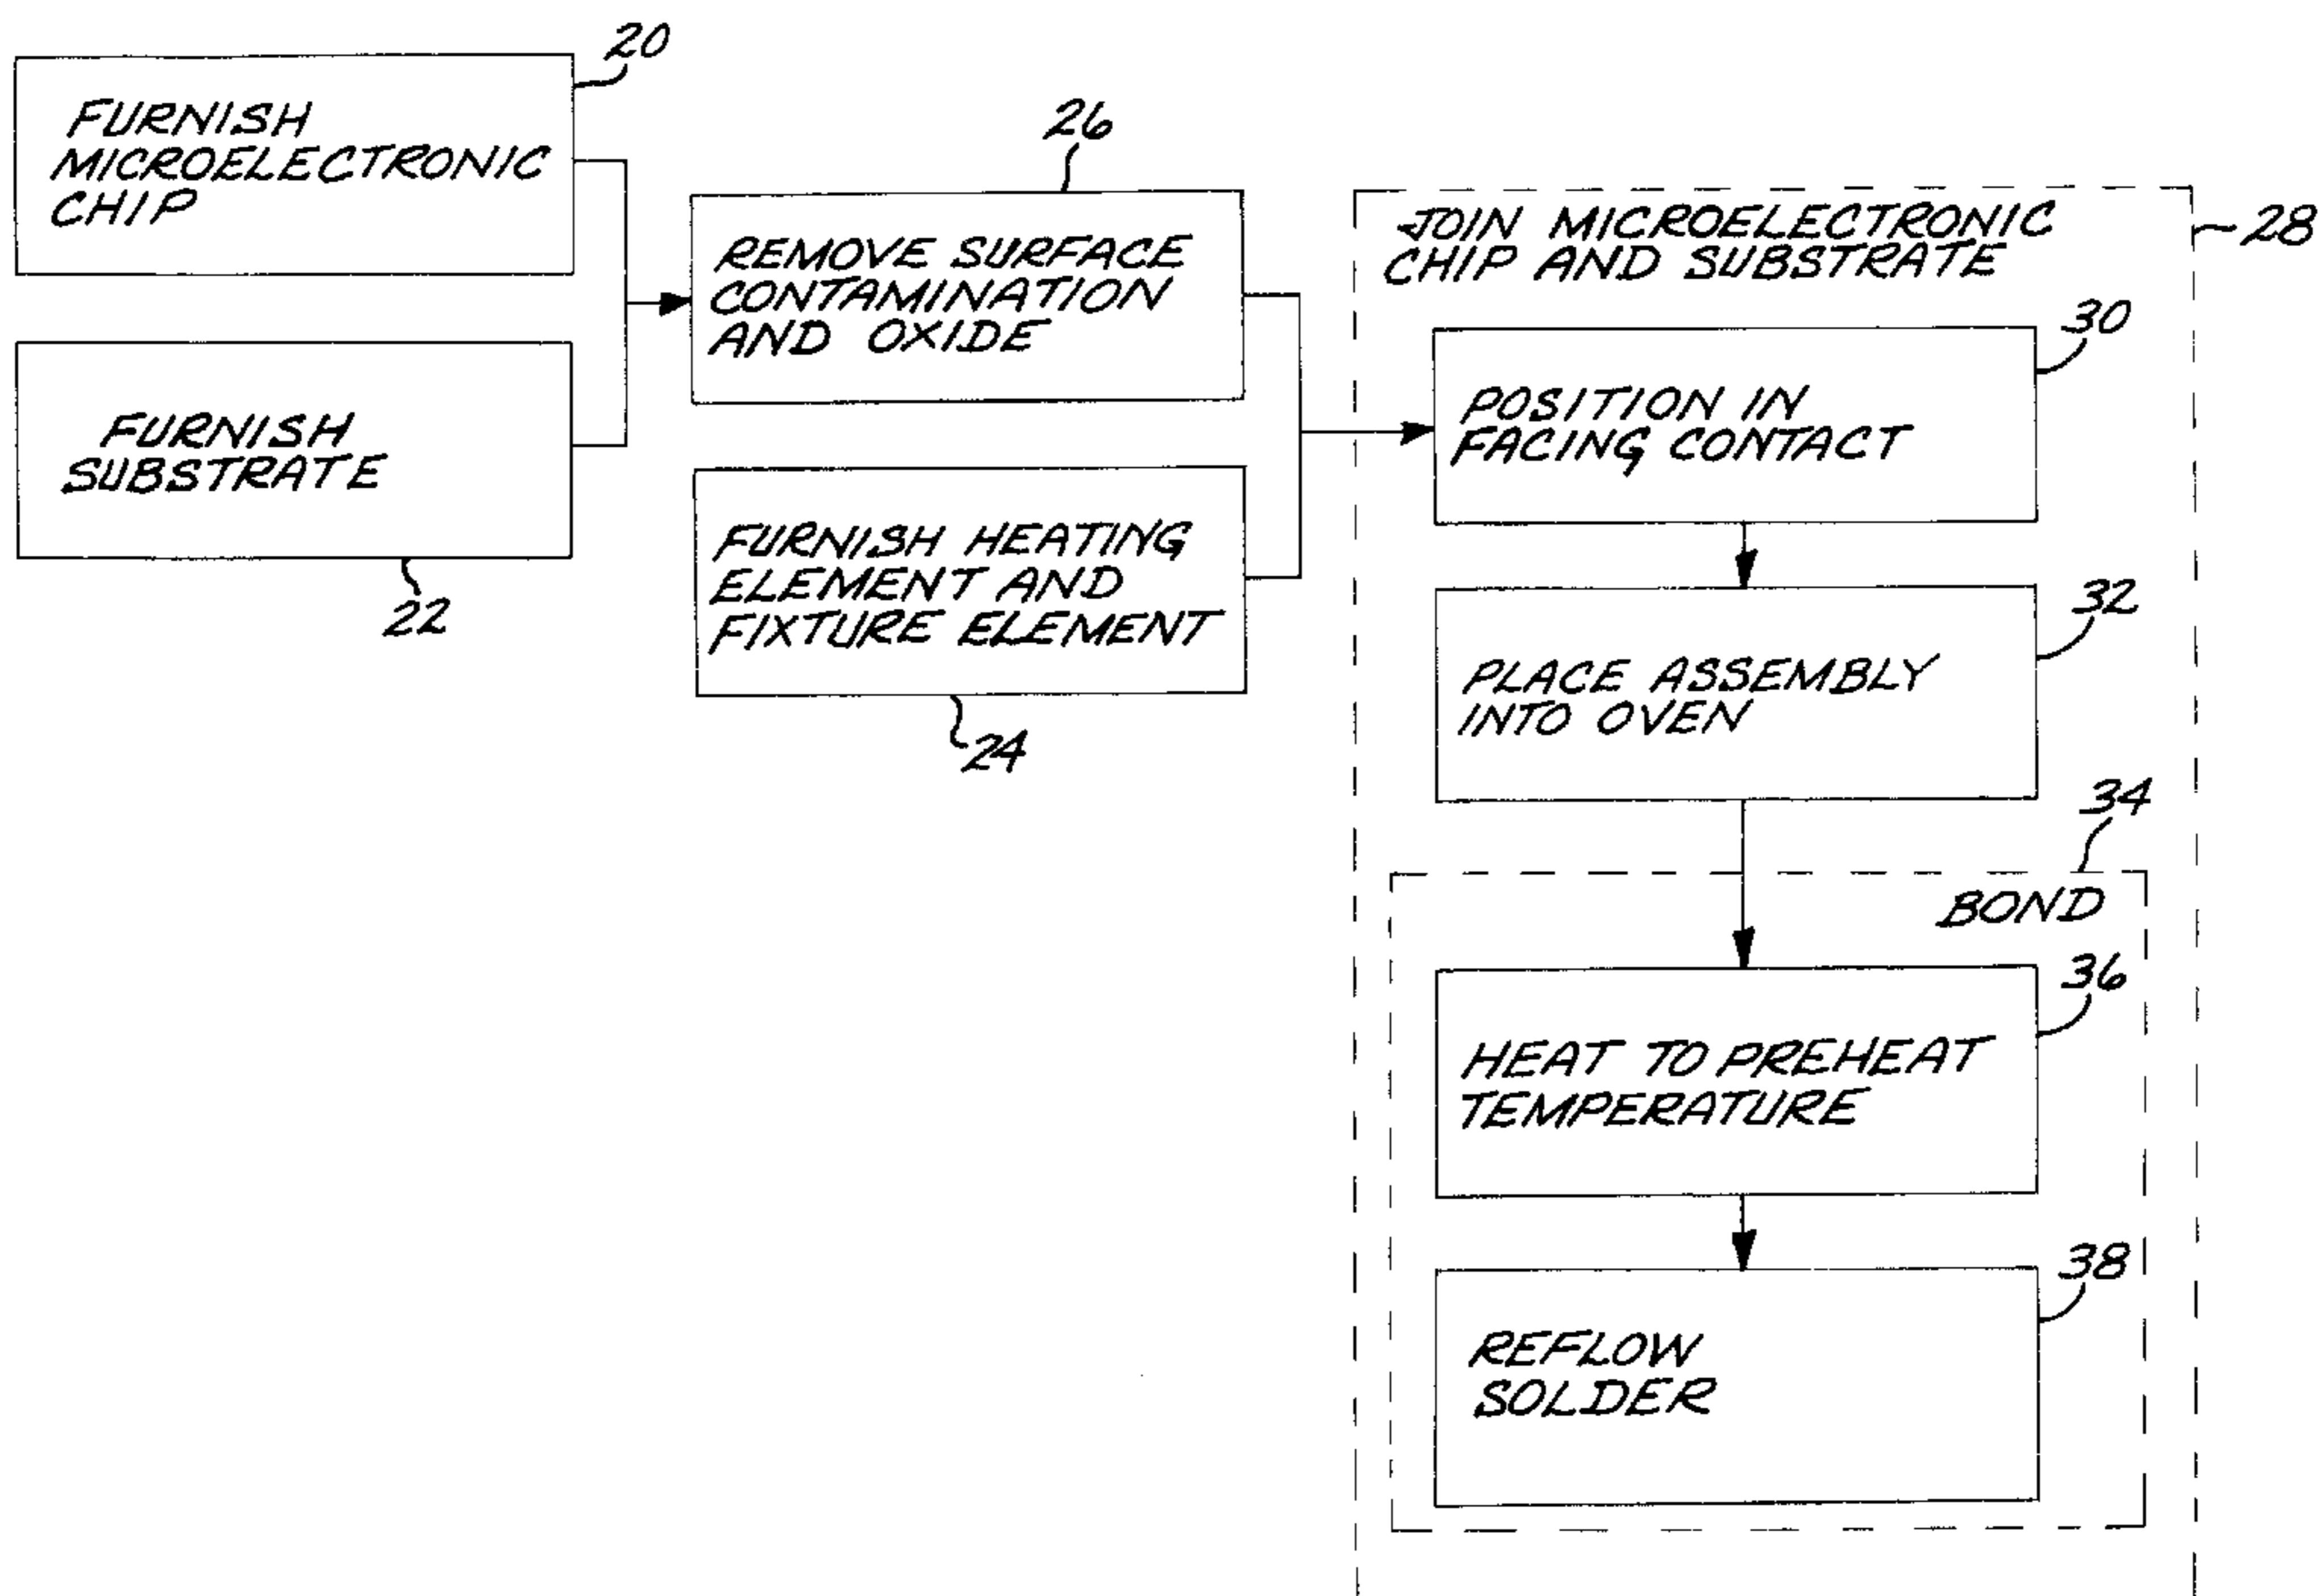 20
FURNISH
MICROELECTRONIC
CHIP
FURNISH
SUBSTRATE
22
26
REMOVE SURFACE
CONTAMINATION
AND OXIDE
FURNISH HEATING
ELEMENT AND
FIXTURE ELEMENT
24
JOIN MICROELECTRONIC
CHIP AND SUBSTRATE
28
30
POSITION IN
FACING CONTACT
32
PLACE ASSEMBLY
INTO OVEN
34
BOND
36
HEAT TO PREHEAT
TEMPERATURE
38
REFLOW
SOLDER